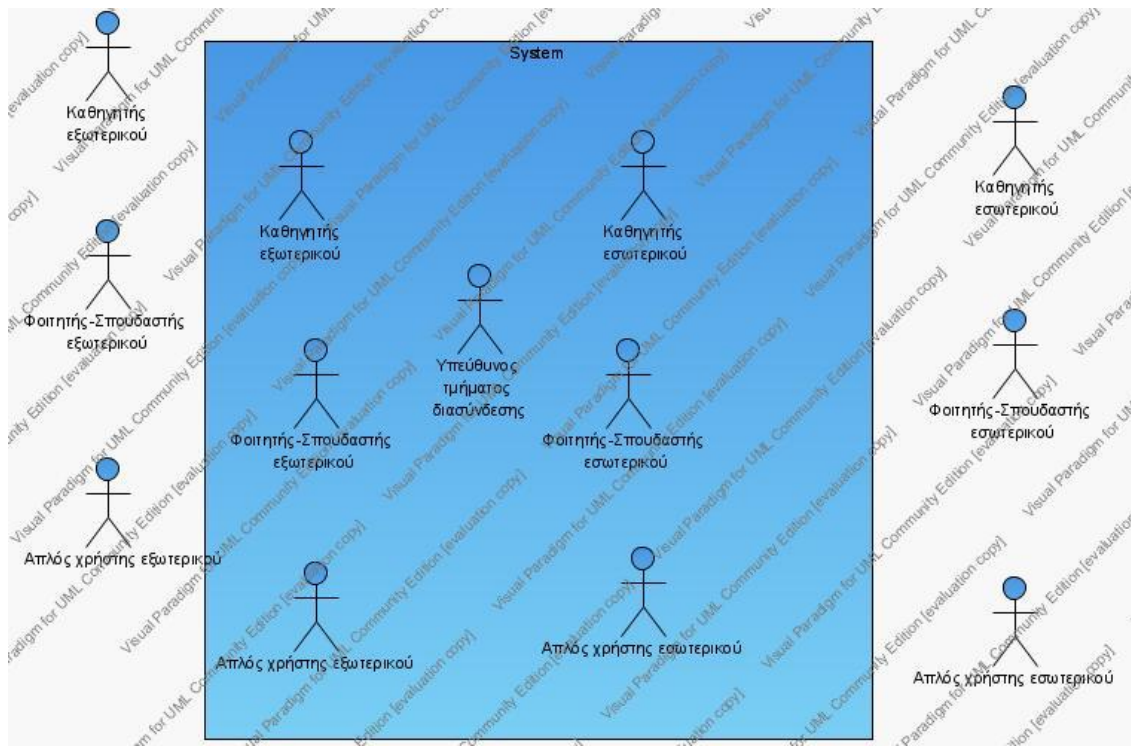 System
Καθηγητής
εξωτερικού
Φοιτητής-Σπουδαστής
εξωτερικού
Απλός χρήστης εξωτερικού
Καθηγητής
εξωτερικού
Καθηγητής
εσωτερικού
Υπεύθυνος
τμήματος
διασύνδεσης
Φοιτητής-Σπουδαστής
εξωτερικού
Φοιτητής-Σπουδαστής
εσωτερικού
Απλός χρήστης εξωτερικού
Απλός χρήστης εσωτερικού
Καθηγητής
εσωτερικού
Φοιτητής-Σπουδαστής
εσωτερικού
Απλός χρήστης εσωτερικού
Visual Paradigm for UML Community Edition [evaluation copy]